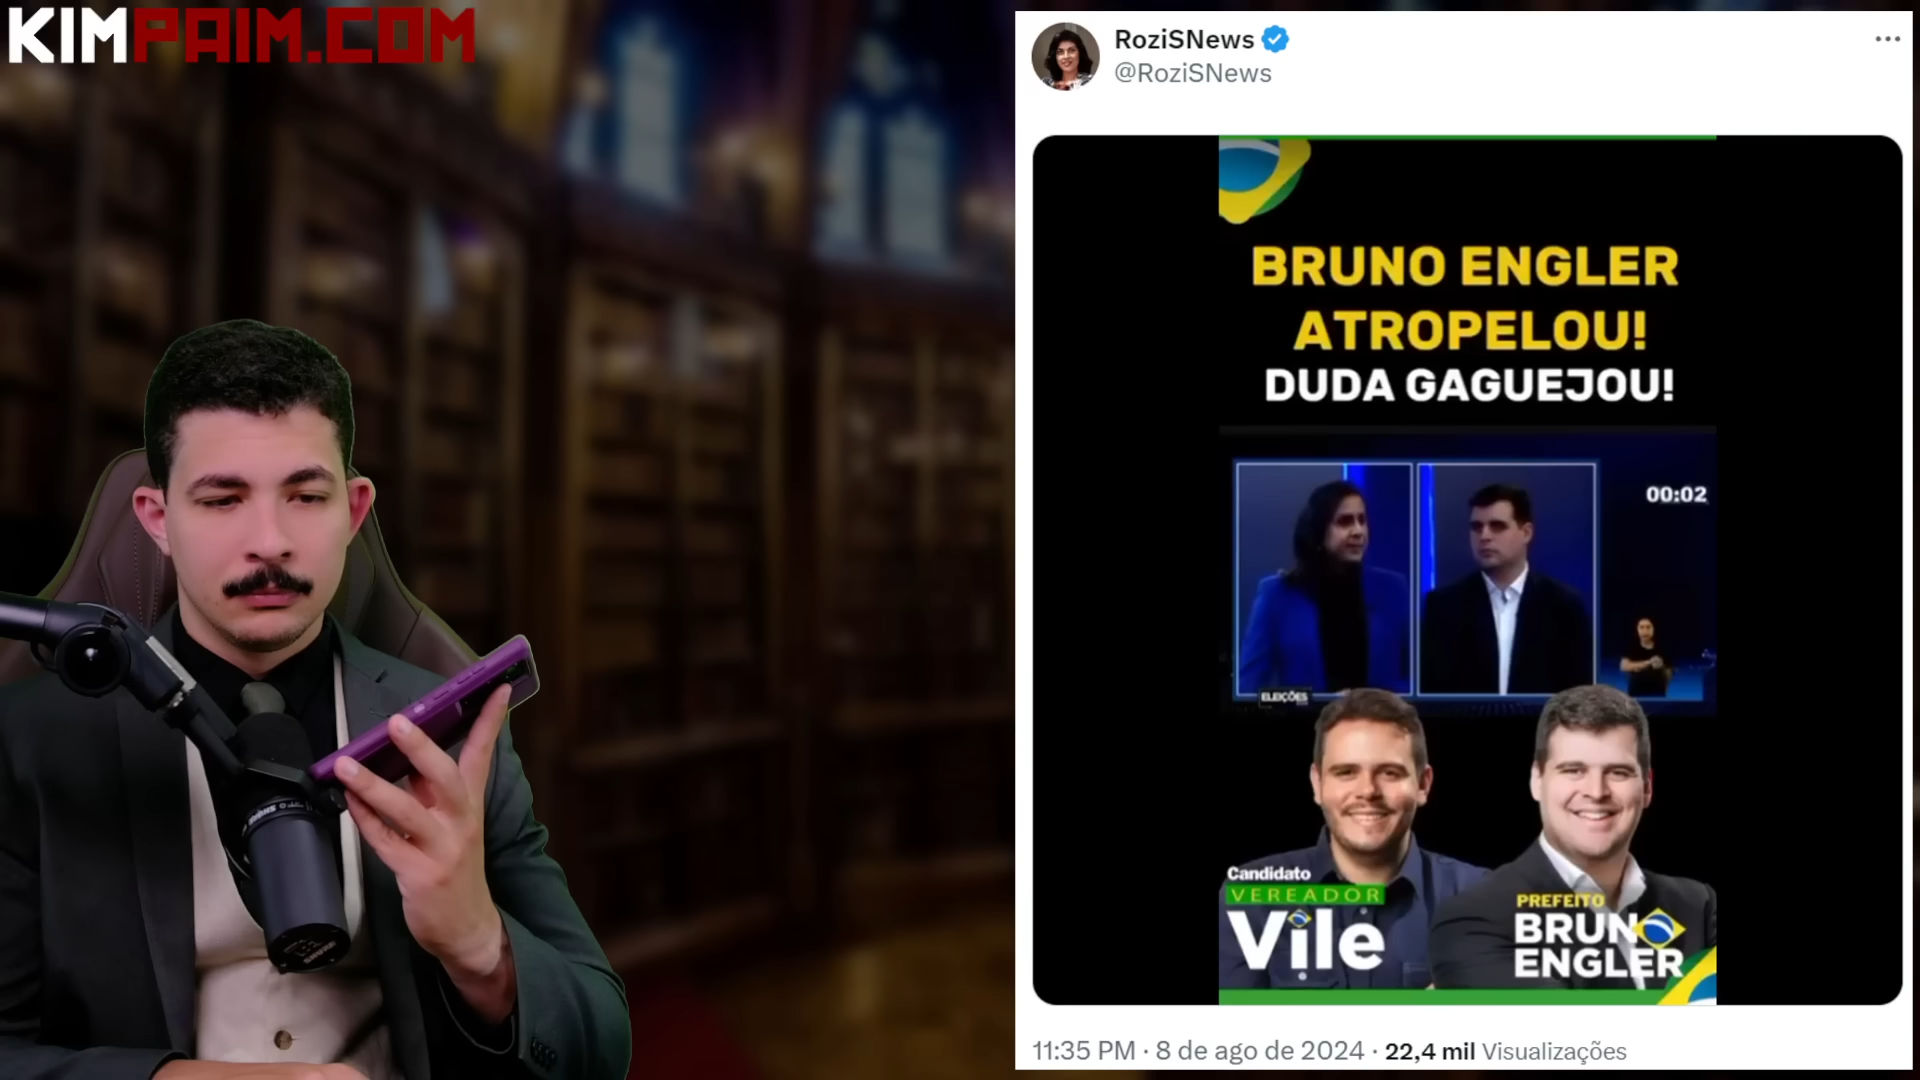 KIMPAIM.COM
RoziSNews
@RoziSNews
BRUNO ENGLER
ATROPELOU!
DUDA GAGUEJOU!
00:02
ELEIÇÕES
Candidato
VEREADOR
Vile
PREFEITO
BRUNO
ENGLER
11:35 PM · 8 de ago de 2024 · 22,4 mil Visualizações